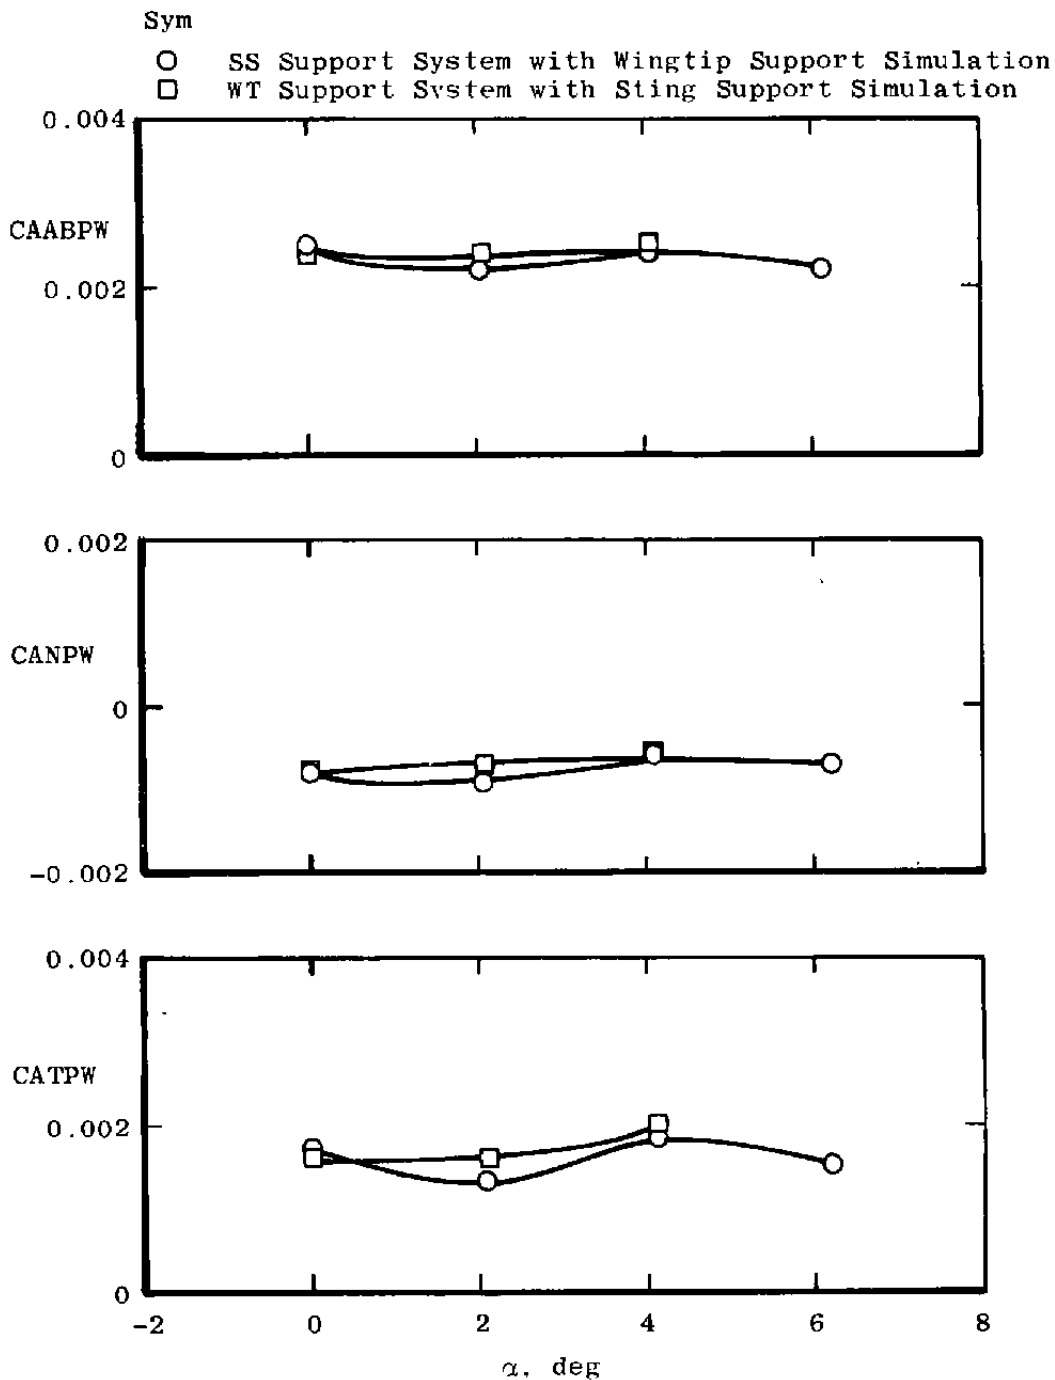 Sym
○ SS Support System with Wingtip Support Simulation
□ WT Support System with Sting Support Simulation
0.004
CAABPW
0.002
0
0.002
CANPW
0
-0.002
0.004
CATPW
0.002
0
-2 0 2 4 6 8
α, deg